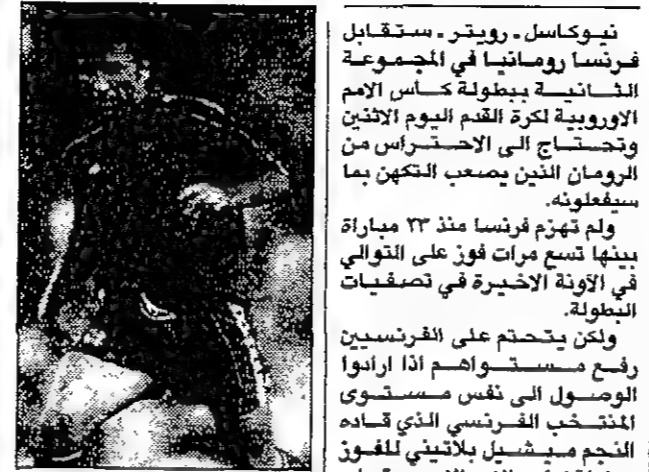 نيوكاسل ـ رويتر ـ ستقابل
فرنسا رومانيا في المجموعة
الثانية ببطولة كأس الامم
الاوروبية لكرة القدم اليوم الاثنين
وتحتاج الى الاحتراس من
الرومان الذين يصعب التكهن بما
سيفعلونه.
ولم تهزم فرنسا منذ ٢٣ مباراة
بينها تسع مرات فوز على التوالي
في الآونة الاخيرة في تصفيات
البطولة.
ولكن يتحتم على الفرنسيين
رفع مستواهم اذا ارادوا
الوصول الى نفس مستوى
المنتخب الفرنسي الذي قاده
النجم ميشيل بلاتيني للفوز